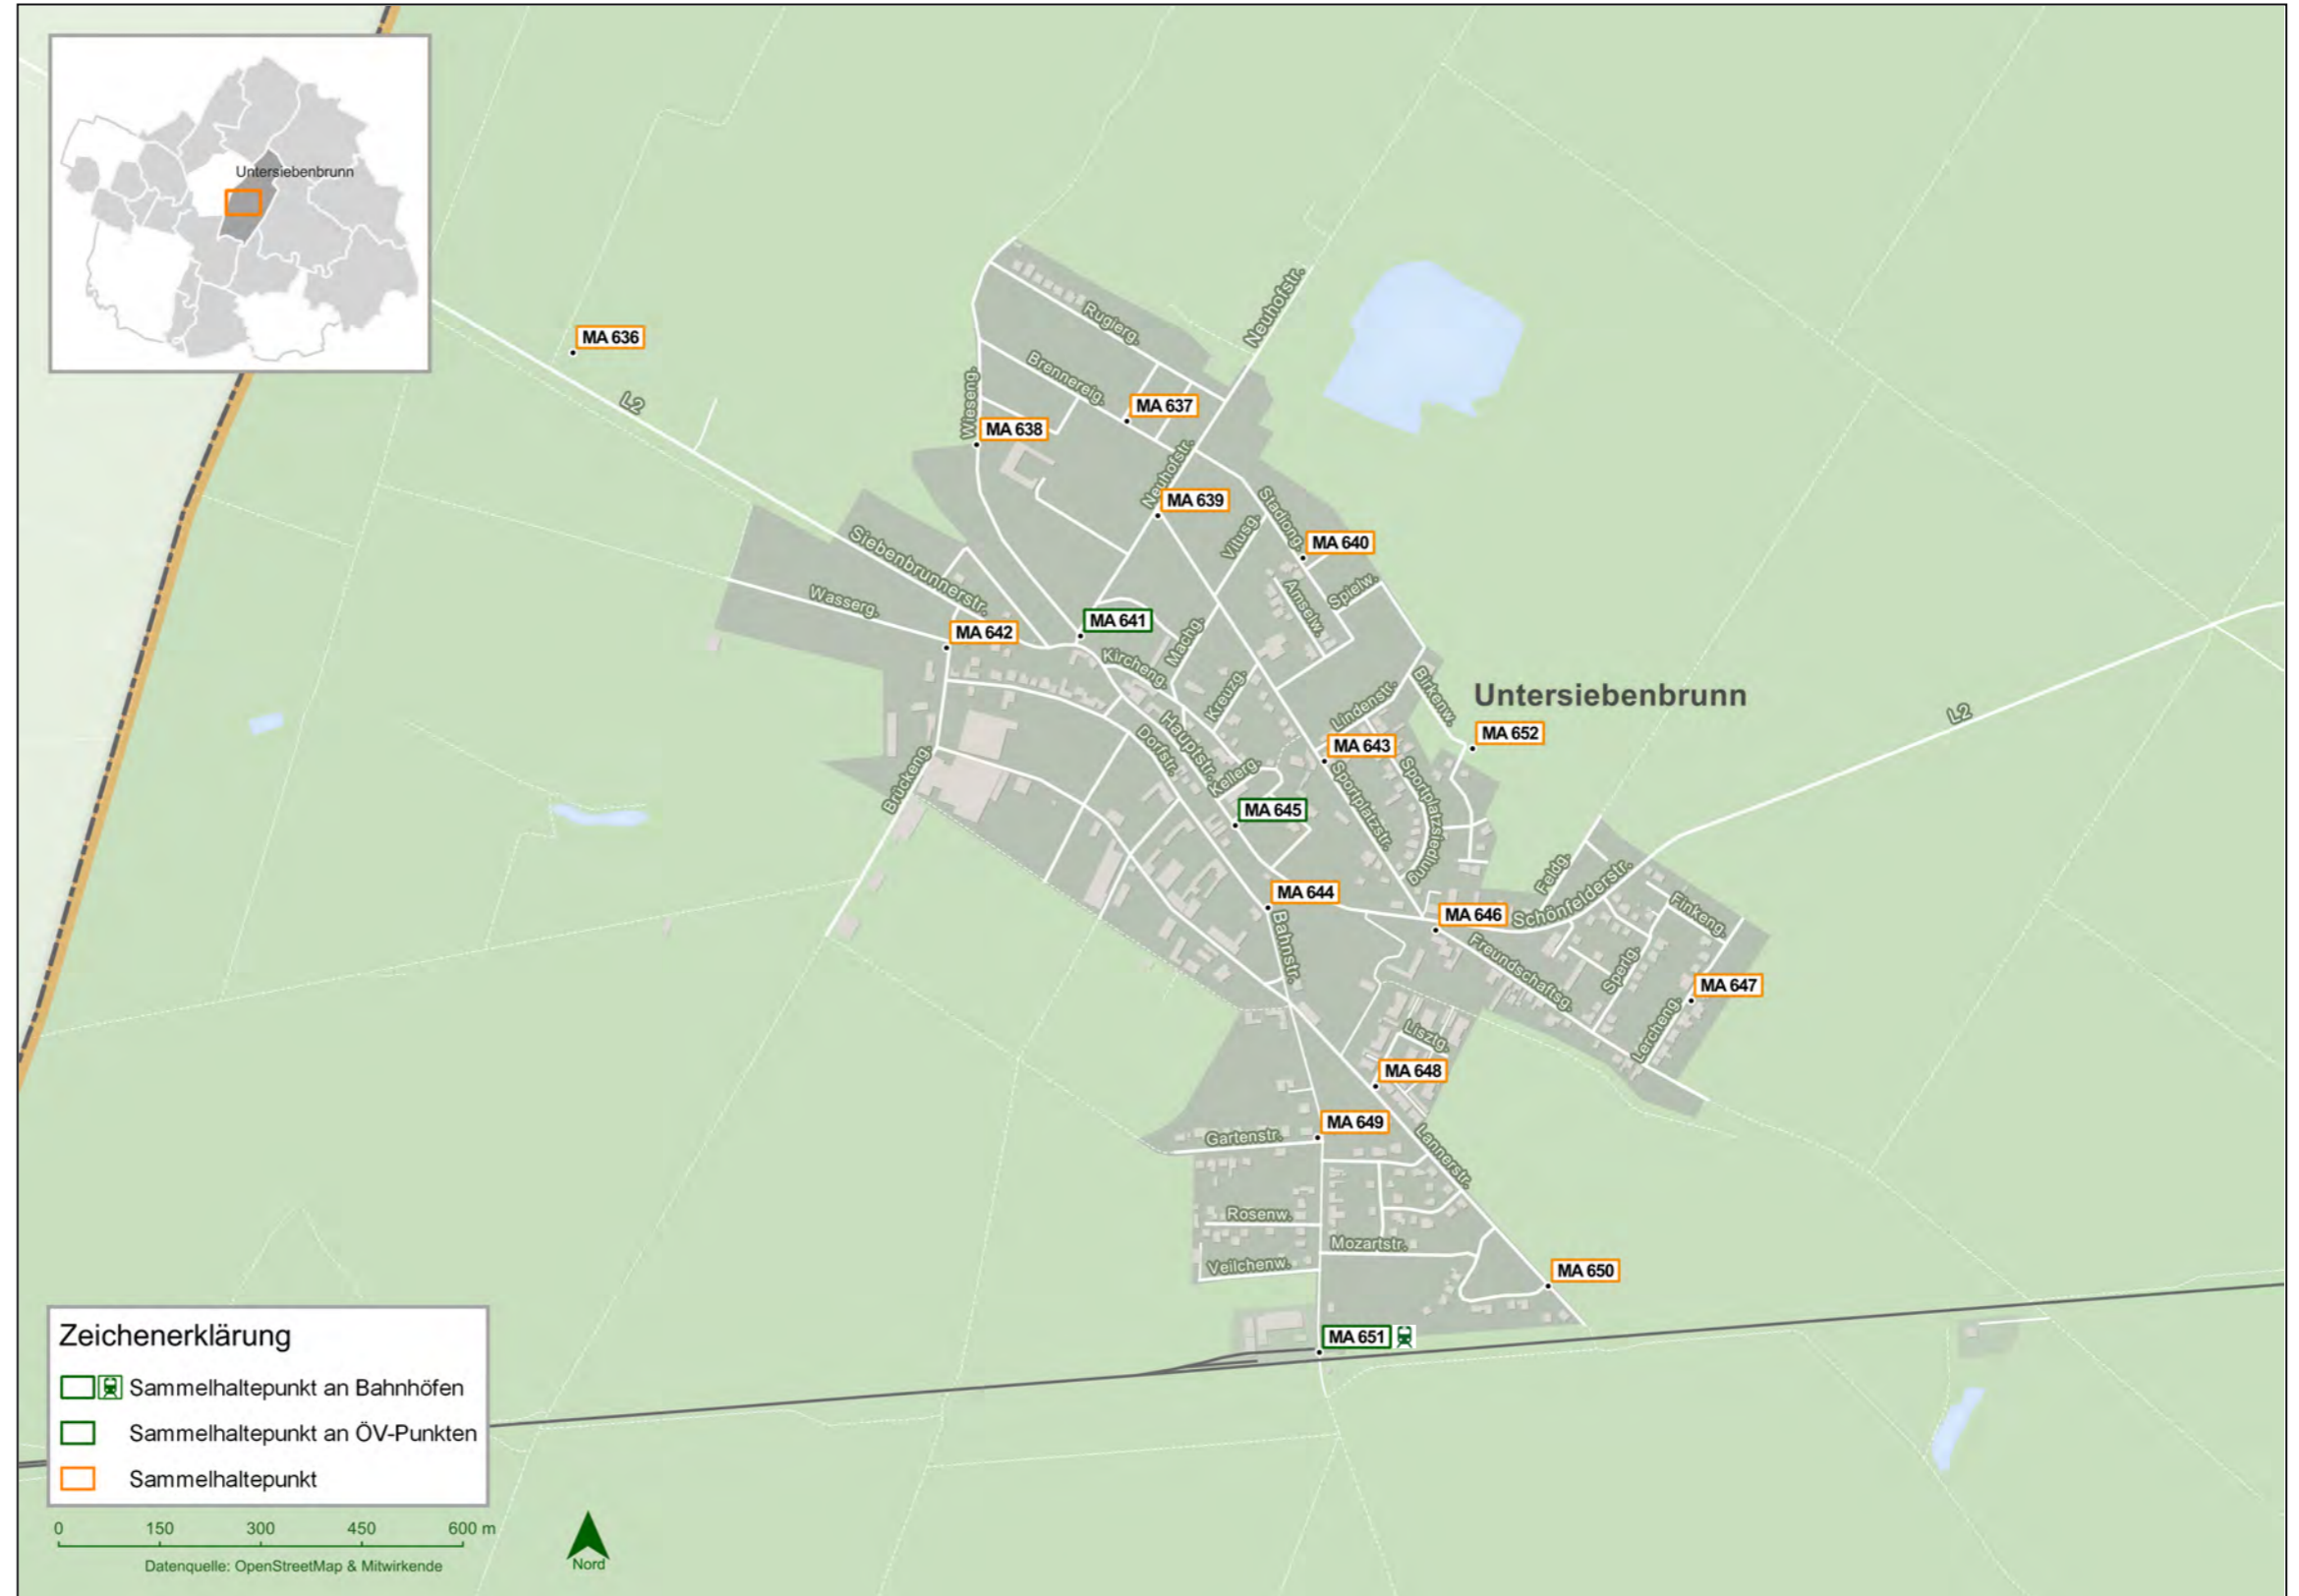 Untersiebenbrunn
MA 636
L2
Neuhofstr.
Rugierg.
Brennereig.
Wieseng.
MA 637
MA 638
Neuhofstr.
MA 639
Stadiong.
Vitusg.
MA 640
Siebenbrunnerstr.
Wasserg.
Amselw.
Spielw.
MA 641
MA 642
Machg.
Kircheng.
Kreuzg.
Birkenw.
Untersiebenbrunn
Lindenstr.
L2
Hauptstr.
Dorfstr.
MA 652
MA 643
Kellerg.
Brückeng.
Sportplatzstr.
Sportplatzsiedlung
MA 645
Feldg.
MA 644
Schönfelderstr.
Finkeng.
MA 646
Bahnstr.
Freundschaftsg.
Sperlg.
MA 647
Lercheng.
Lisztg.
MA 648
MA 649
Gartenstr.
Lannerstr.
Rosenw.
Mozartstr.
Veilchenw.
MA 650
MA 651
Zeichenerklärung
Sammelhaltepunkt an Bahnhöfen
Sammelhaltepunkt an ÖV-Punkten
Sammelhaltepunkt
0 150 300 450 600 m
Datenquelle: OpenStreetMap & Mitwirkende
Nord